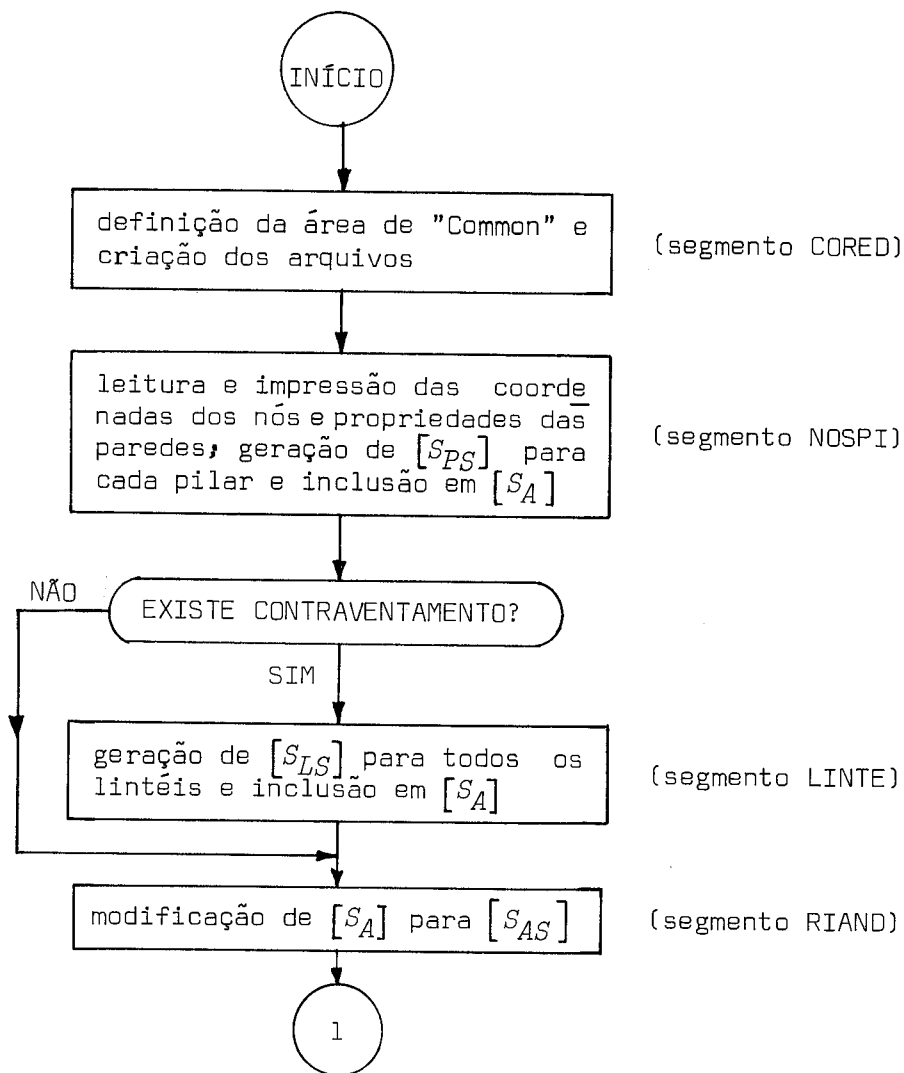 INÍCIO
definição da área de "Common" e
criação dos arquivos
(segmento CORED)
leitura e impressão das coorde
nadas dos nós e propriedades das
paredes; geração de [S_PS] para
cada pilar e inclusão em [S_A]
(segmento NOSPI)
NÃO
EXISTE CONTRAVENTAMENTO?
SIM
geração de [S_LS] para todos os
lintéis e inclusão em [S_A]
(segmento LINTE)
modificação de [S_A] para [S_AS]
(segmento RIAND)
1